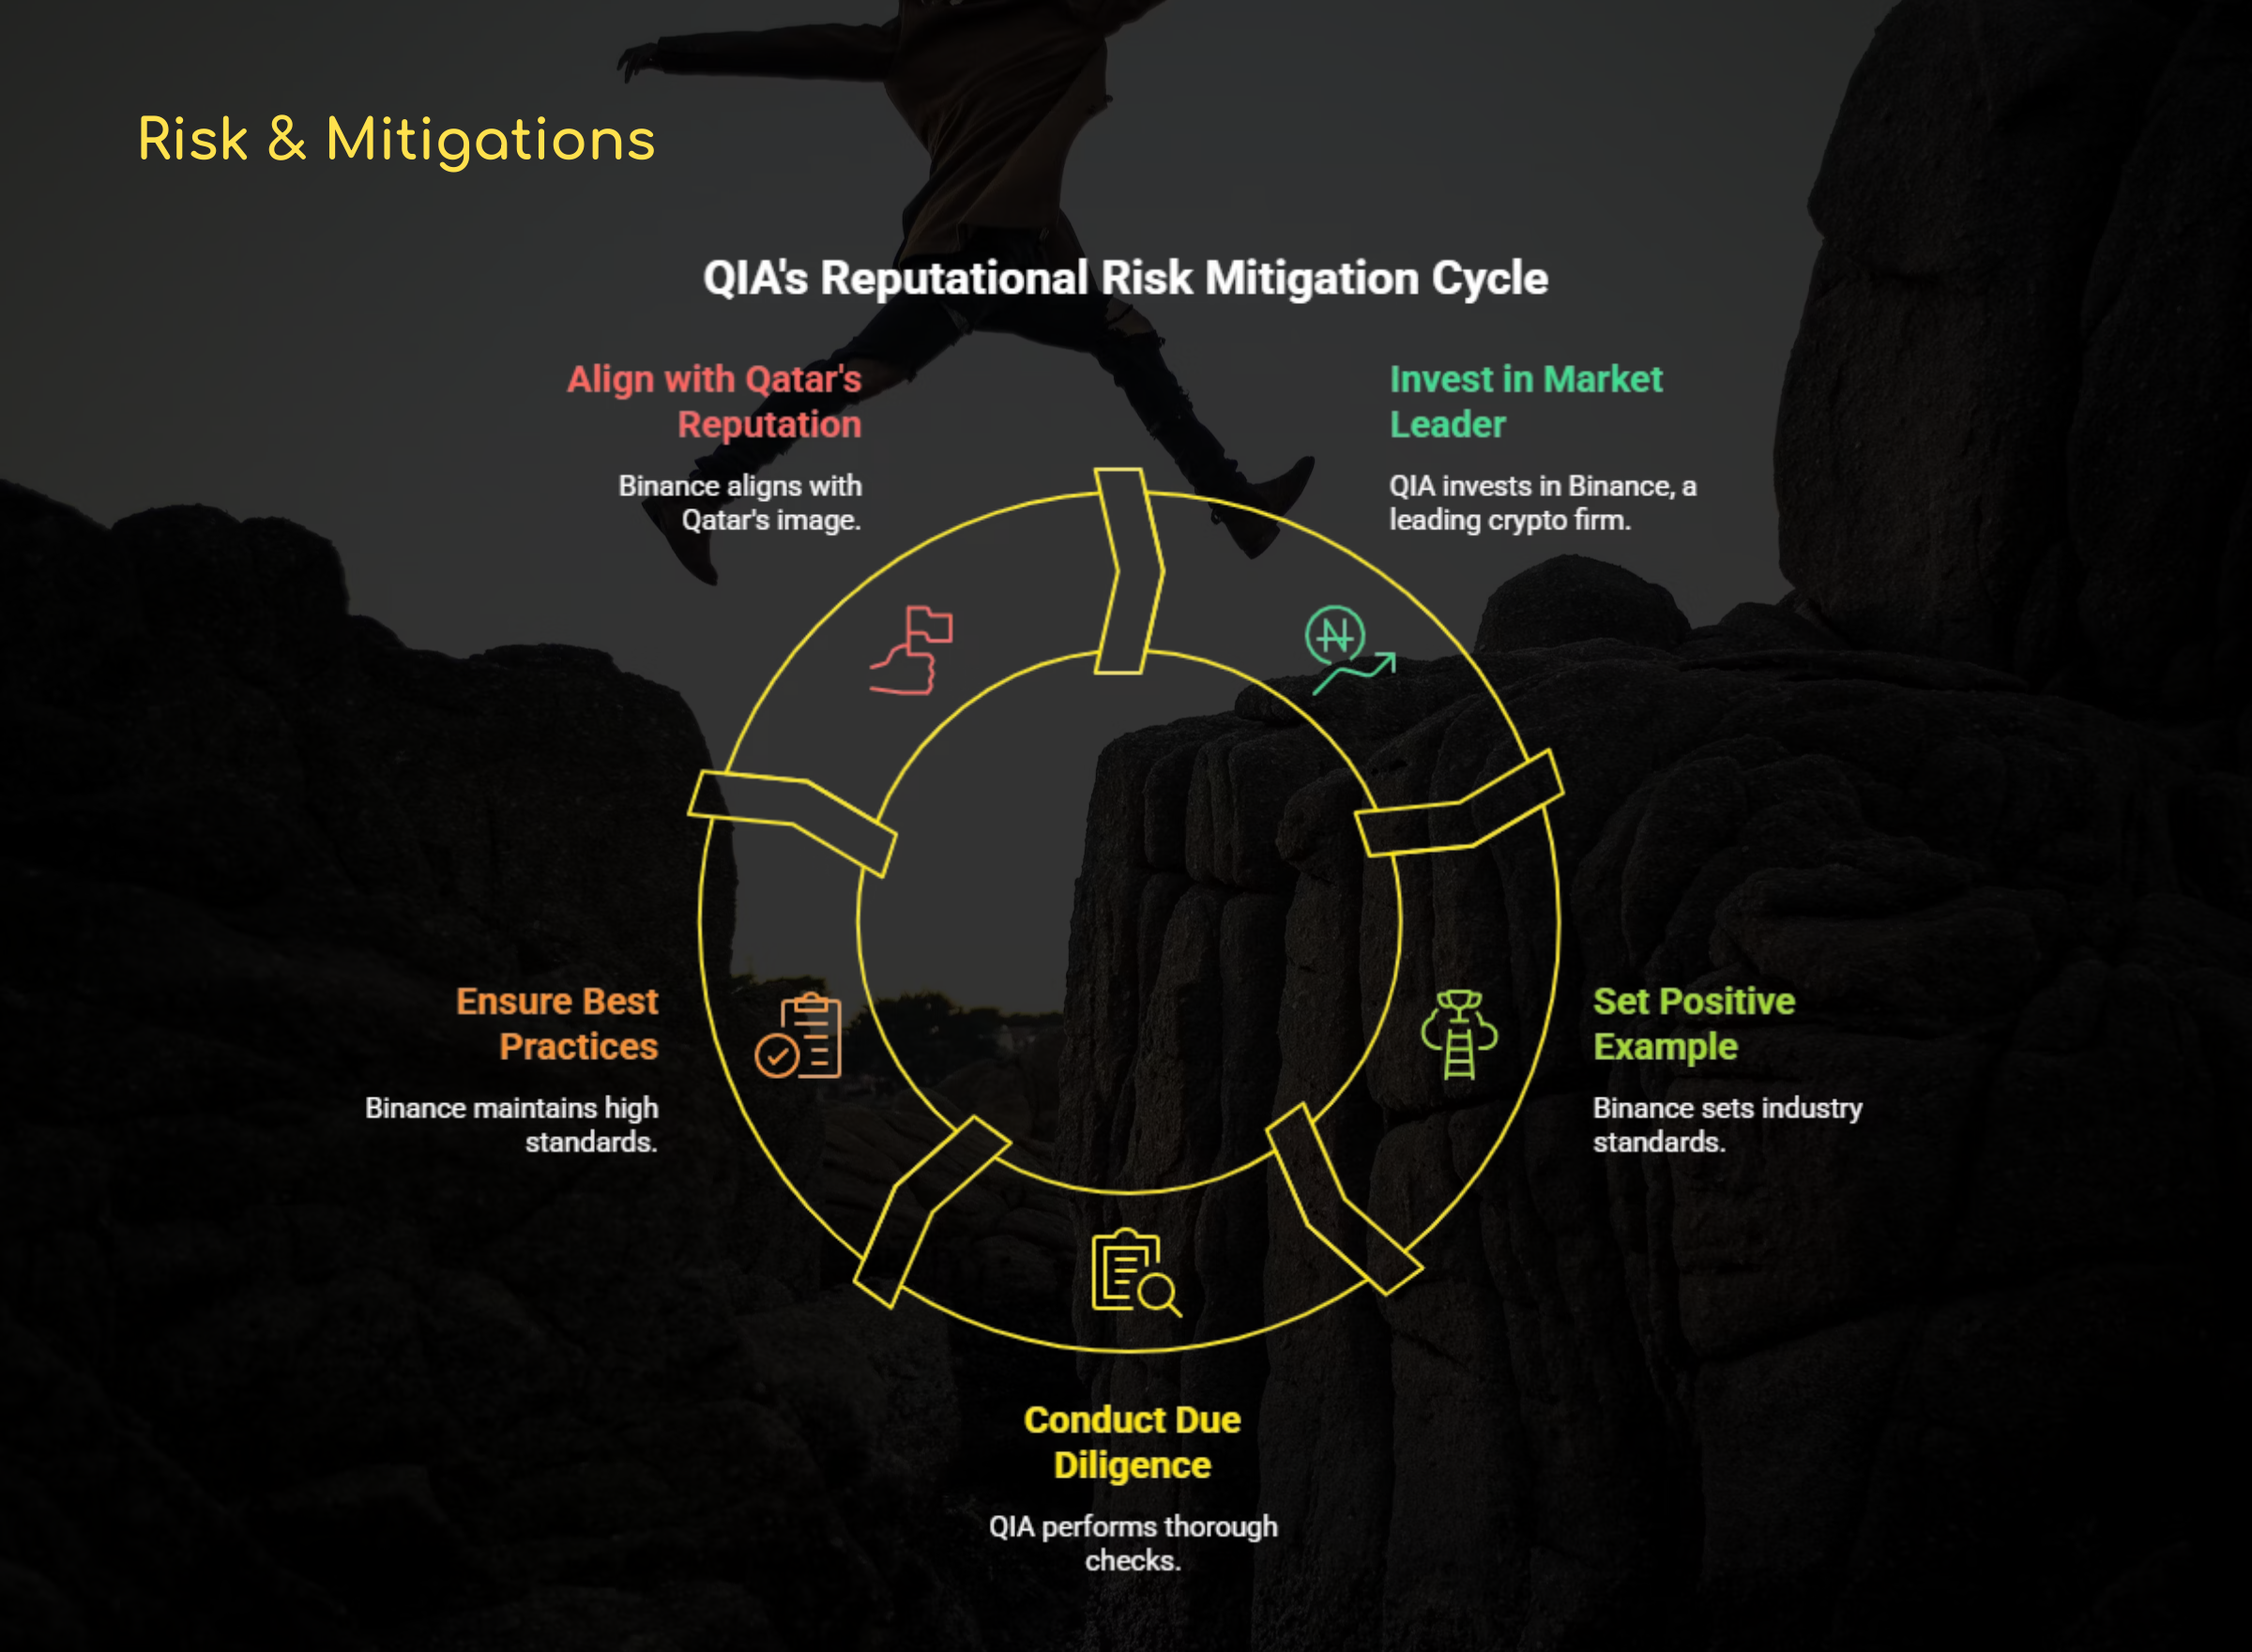 Risk & Mitigations
QIA's Reputational Risk Mitigation Cycle
Align with Qatar's
Reputation
Binance aligns with
Qatar's image.
Invest in Market
Leader
QIA invests in Binance, a
leading crypto firm.
Ensure Best
Practices
Binance maintains high
standards.
Set Positive
Example
Binance sets industry
standards.
Conduct Due
Diligence
QIA performs thorough
checks.